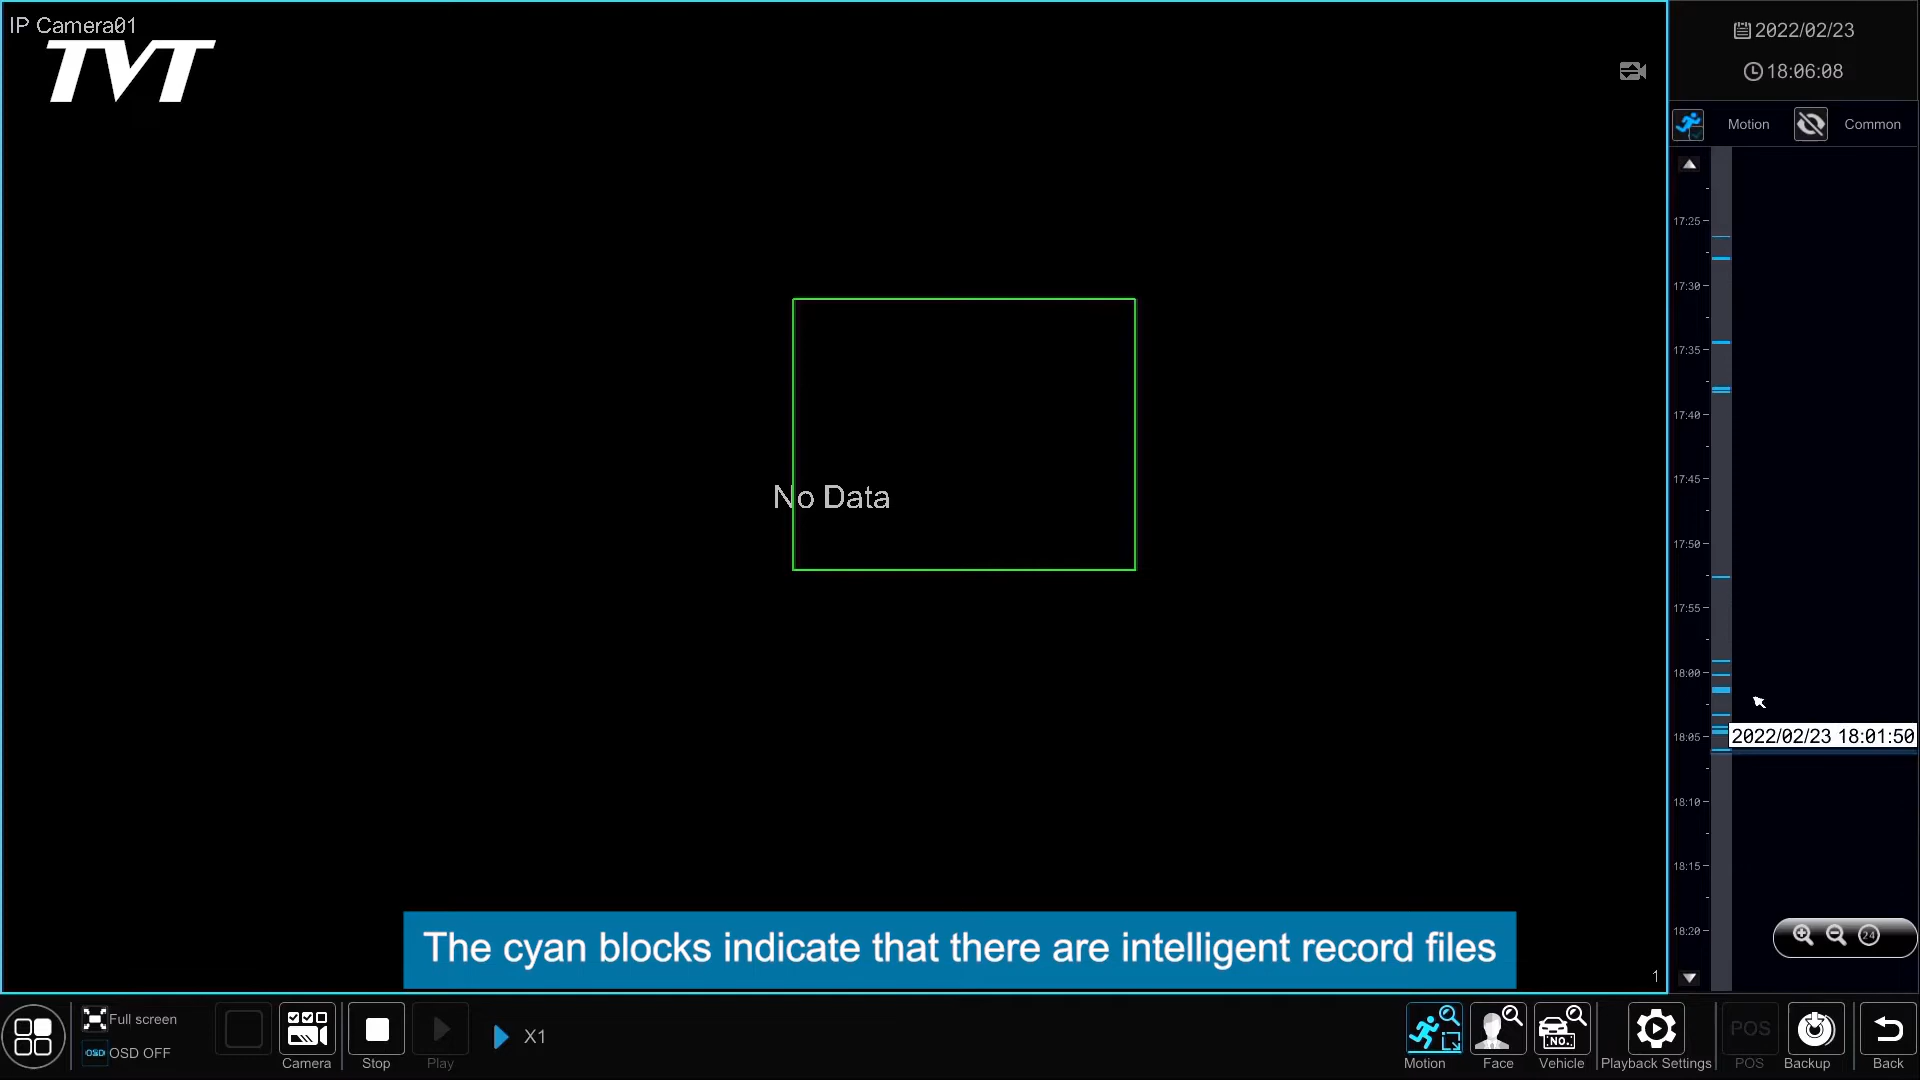 IP Camera01
TVT
2022/02/23
18:06:08
Motion
Common
17:25
17:30
17:35
17:40
17:45
No Data
17:50
17:55
18:00
18:05
2022/02/23 18:01:50
18:10
18:15
18:20
24
The cyan blocks indicate that there are intelligent record files
1
Full screen
OSD OSD OFF
Camera
Stop
Play
X1
Motion
Face
NO.
Vehicle
Playback Settings
POS
POS
Backup
Back